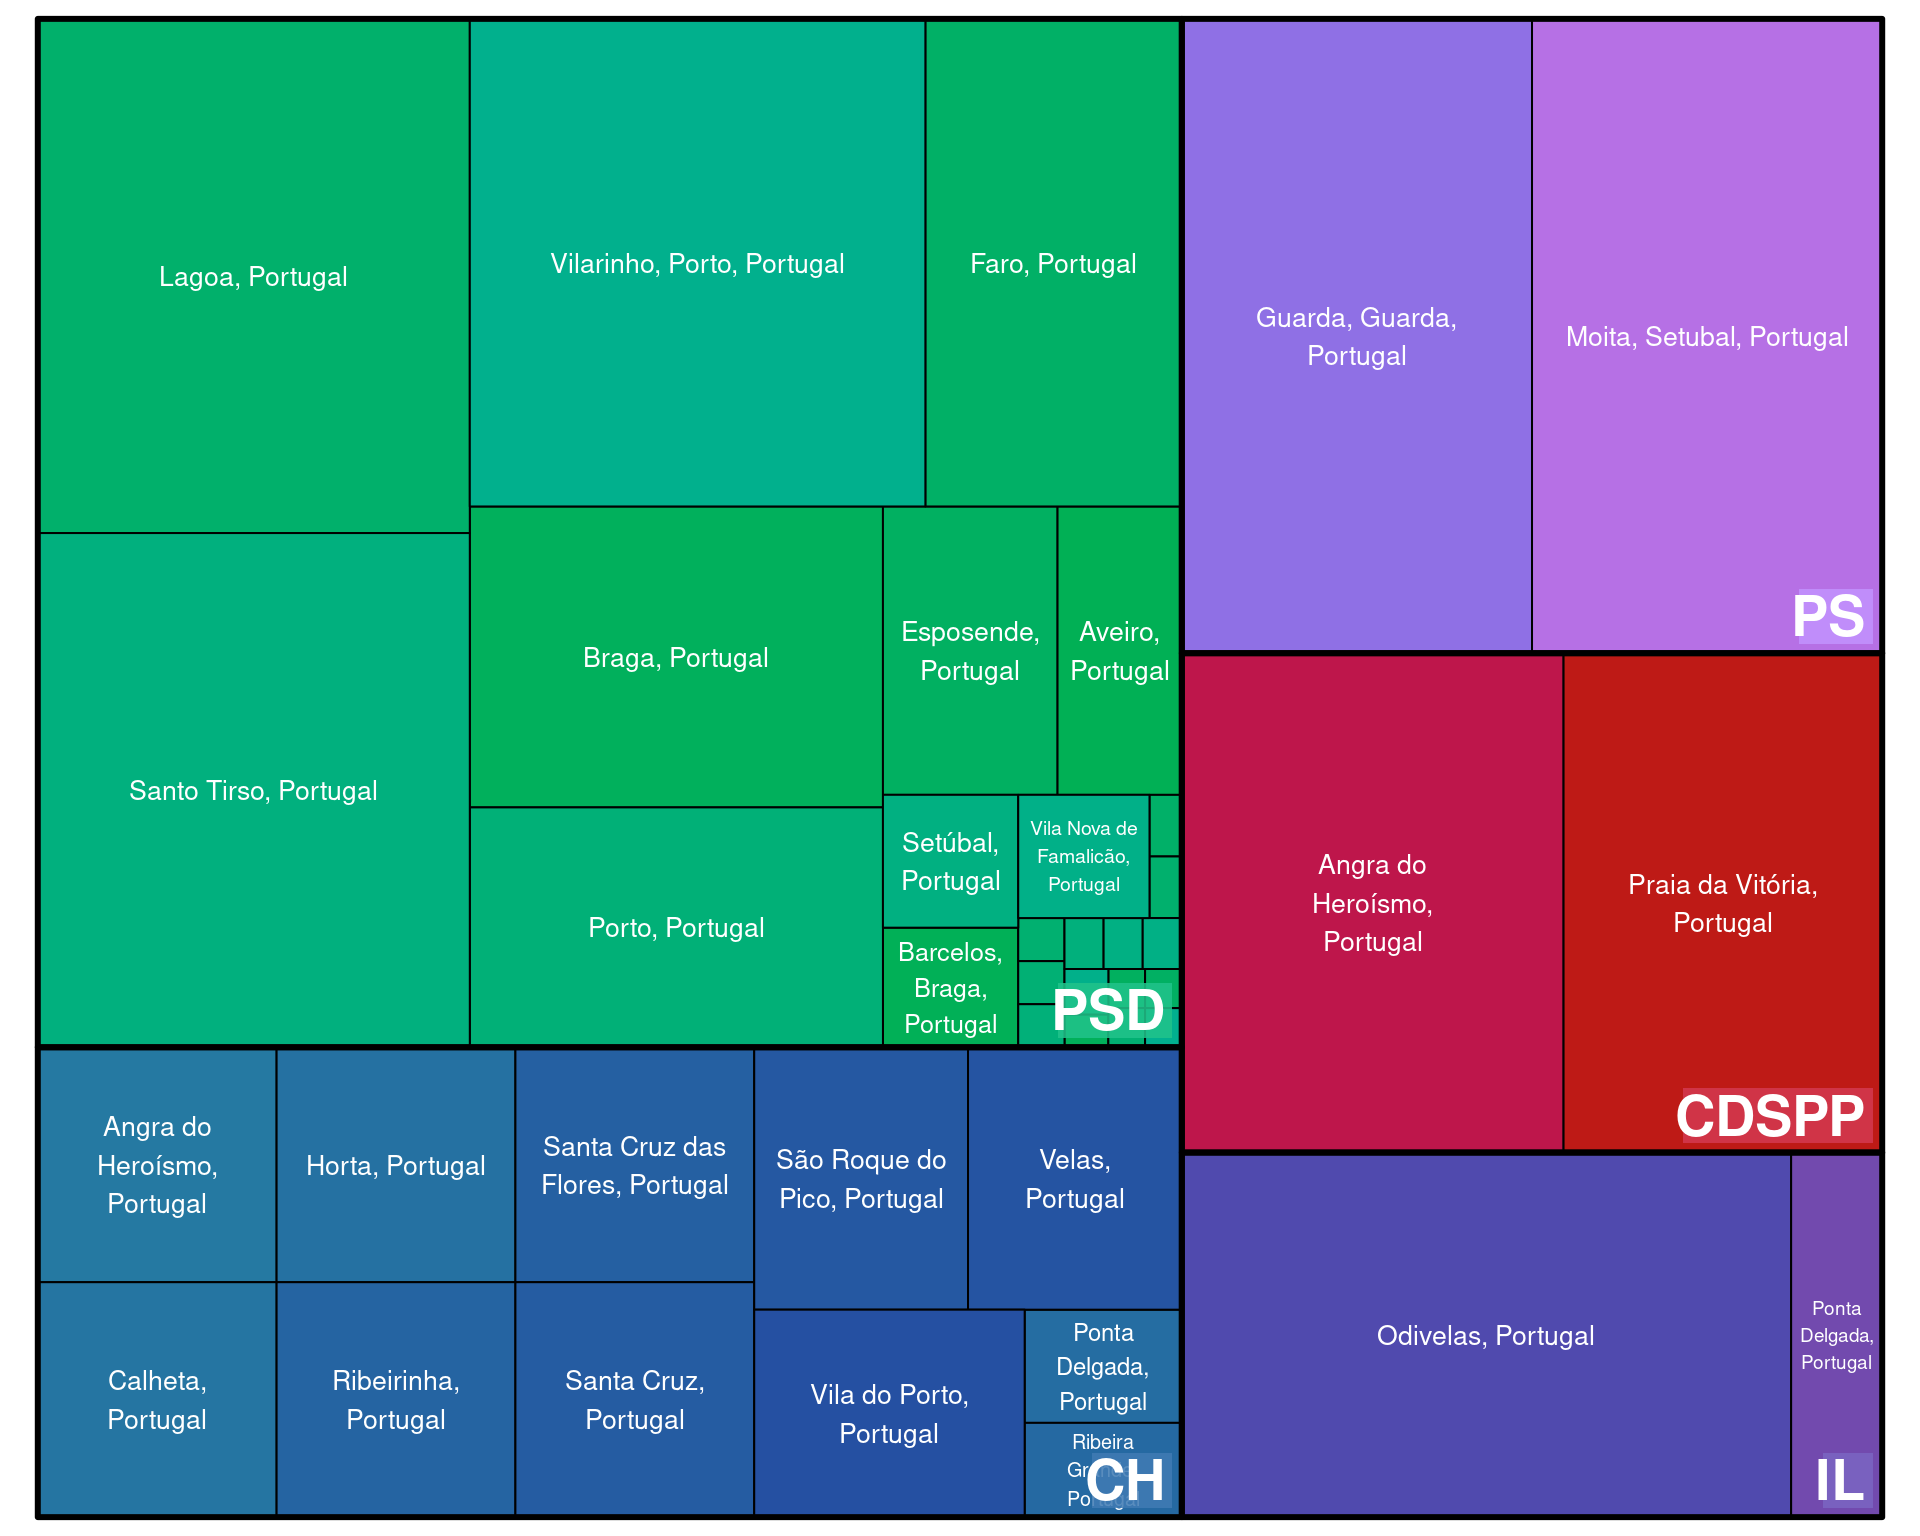 Lagoa, Portugal
Vilarinho, Porto, Portugal
Faro, Portugal
Santo Tirso, Portugal
Braga, Portugal
Esposende,
Portugal
Aveiro,
Portugal
Porto, Portugal
Setúbal,
Portugal
Vila Nova de
Famalicão,
Portugal
Barcelos,
Braga,
Portugal
PSD
Guarda, Guarda,
Portugal
Moita, Setubal, Portugal
PS
Angra do
Heroísmo,
Portugal
Praia da Vitória,
Portugal
CDSPP
Angra do
Heroísmo,
Portugal
Horta, Portugal
Santa Cruz das
Flores, Portugal
São Roque do
Pico, Portugal
Velas,
Portugal
Calheta,
Portugal
Ribeirinha,
Portugal
Santa Cruz,
Portugal
Vila do Porto,
Portugal
Ponta
Delgada,
Portugal
Ribeira
Grande,
Portugal
CH
Odivelas, Portugal
Ponta
Delgada,
Portugal
IL